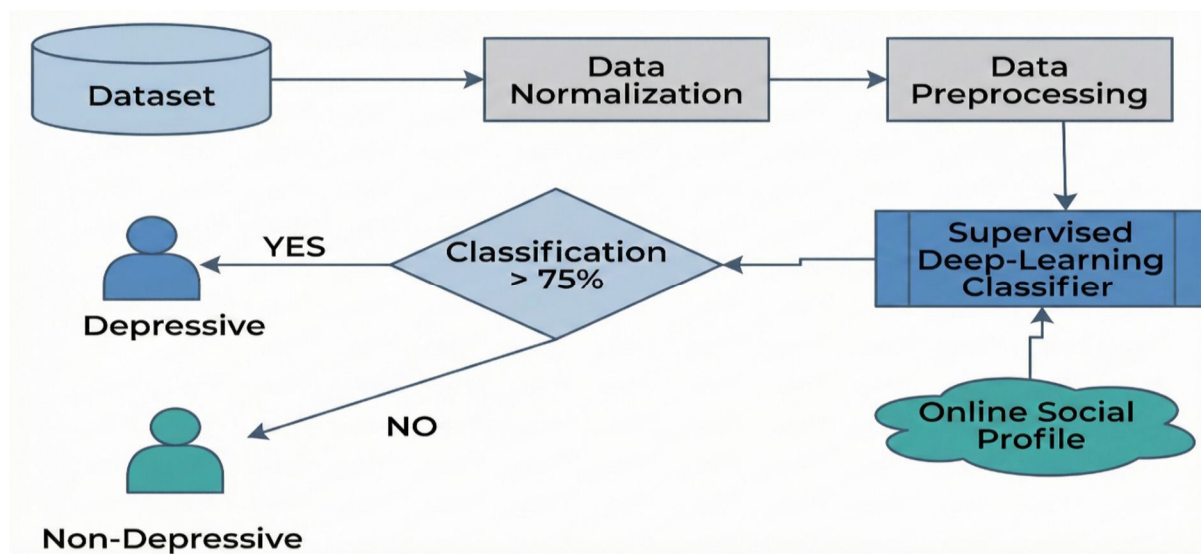 Dataset
Data
Normalization
Data
Preprocessing
Supervised
Deep-Learning
Classifier
Classification
> 75%
YES
Depressive
Online Social
Profile
NO
Non-Depressive